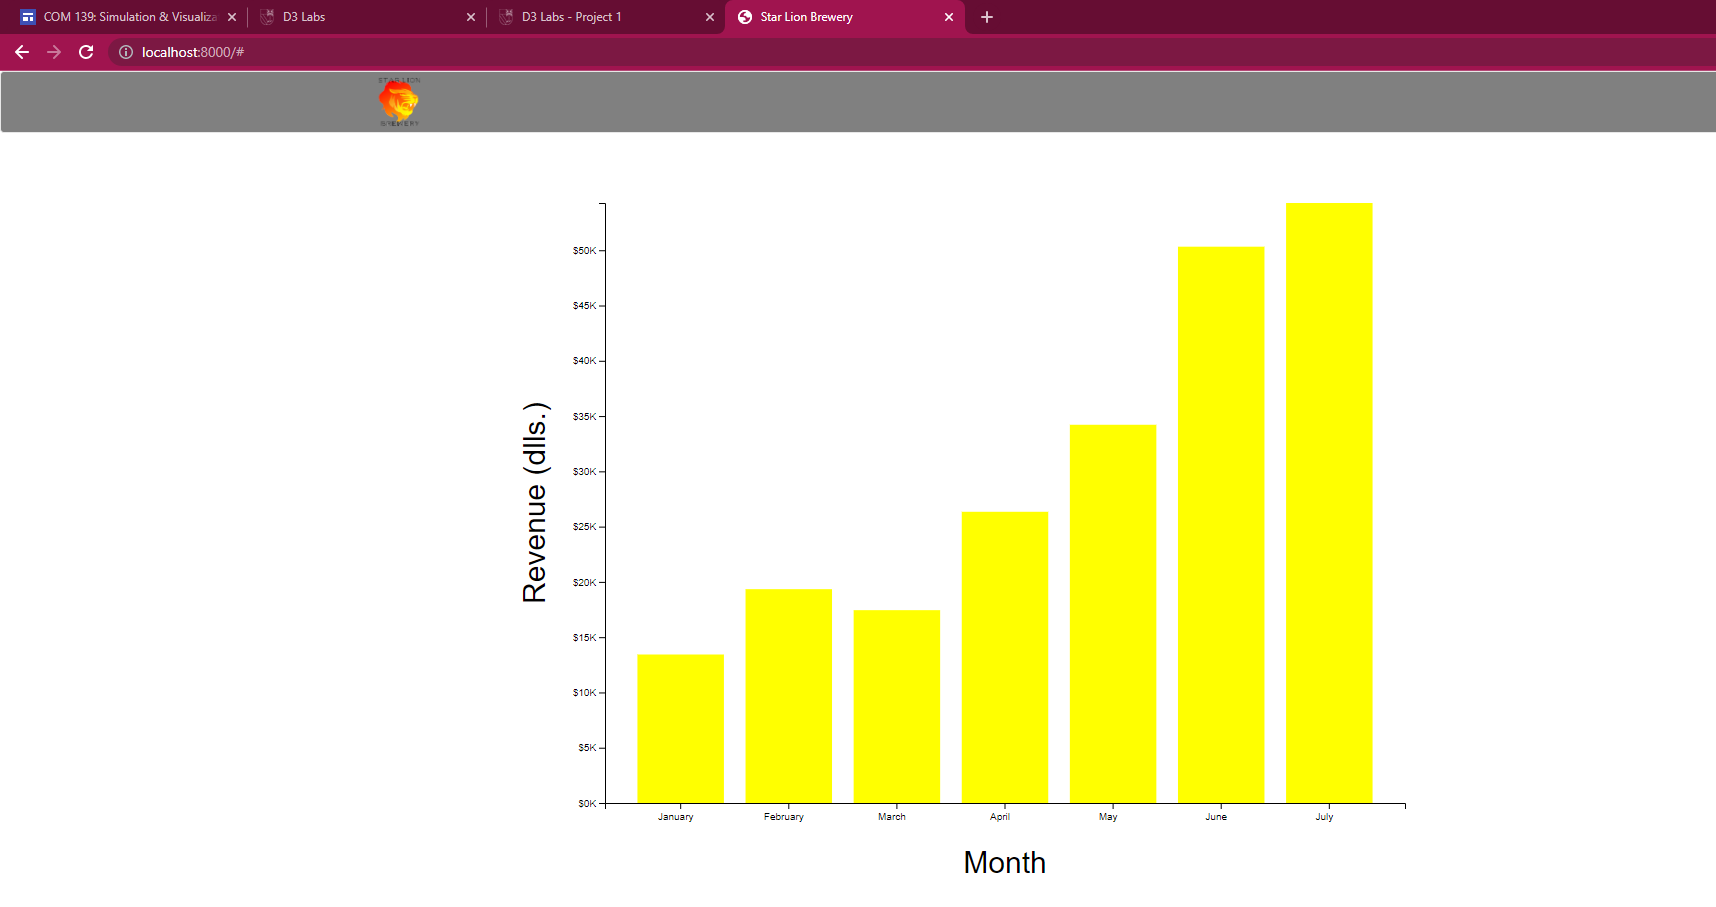 COM 139: Simulation & Visualiza
D3 Labs
D3 Labs - Project 1
Star Lion Brewery
localhost:8000/#
STAR LION
BREWERY
$50K
$45K
$40K
$35K
$30K
$25K
$20K
$15K
$10K
$5K
$0K
Revenue (dlls.)
January
February
March
April
May
June
July
Month